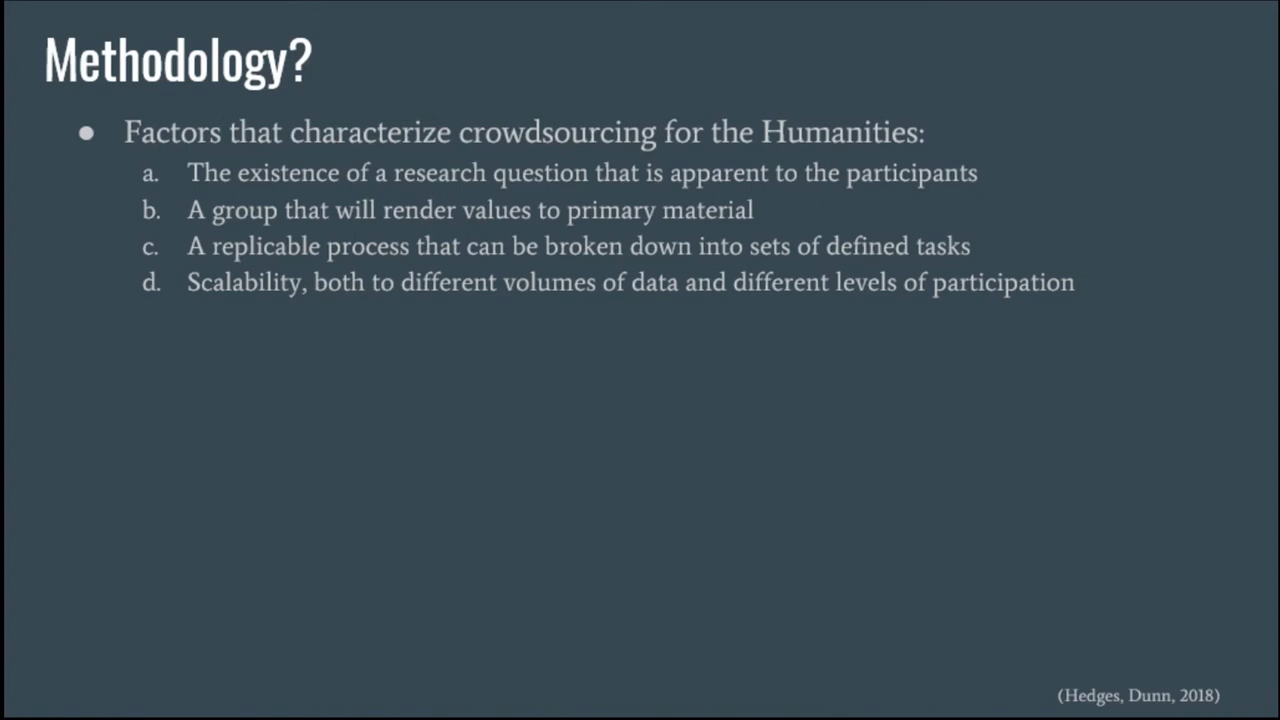 Methodology?
● Factors that characterize crowdsourcing for the Humanities:
a. The existence of a research question that is apparent to the participants
b. A group that will render values to primary material
c. A replicable process that can be broken down into sets of defined tasks
d. Scalability, both to different volumes of data and different levels of participation
(Hedges, Dunn, 2018)